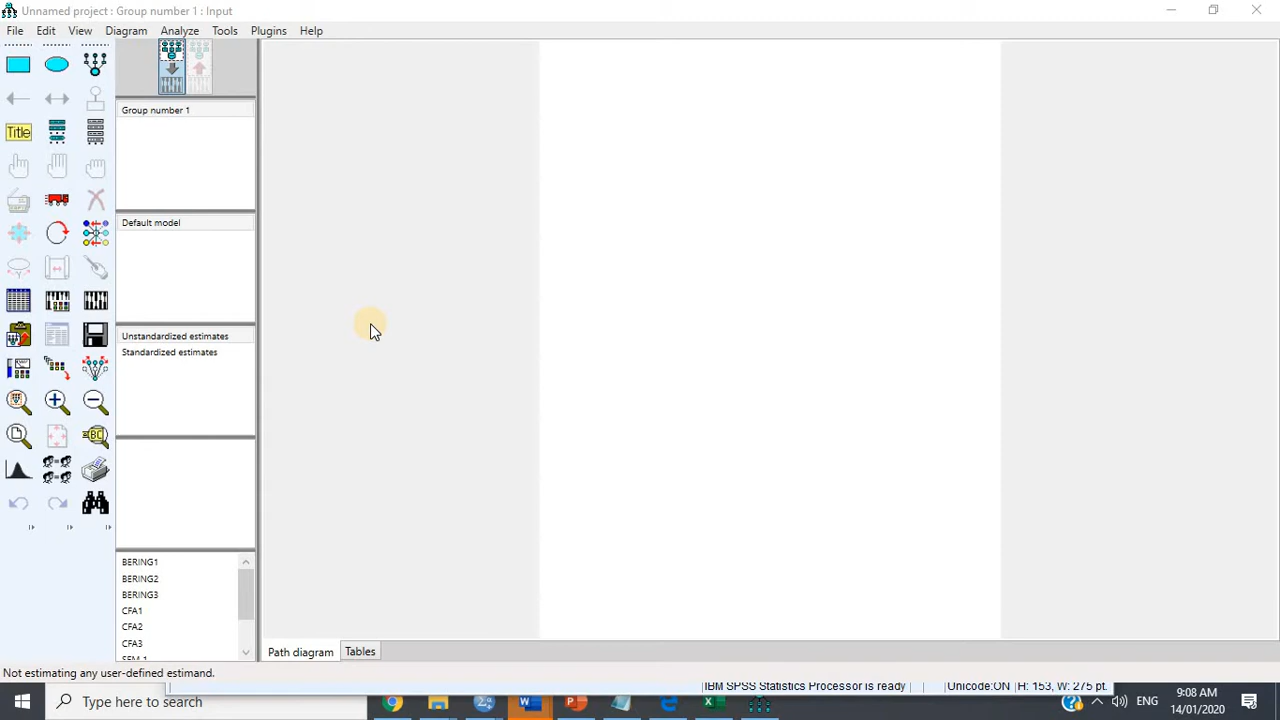 Unnamed project : Group number 1 : Input
File Edit View Diagram Analyze Tools Plugins Help
Title
Group number 1
Default model
Unstandardized estimates
Standardized estimates
BC
BERING1
BERING2
BERING3
CFA1
CFA2
CFA3
Path diagram Tables
Not estimating any user-defined estimand.
IBM SPSS Statistics Processor is ready Unicode:ON H: 153, W: 275 pt.
Type here to search
ENG
9:08 AM
14/01/2020